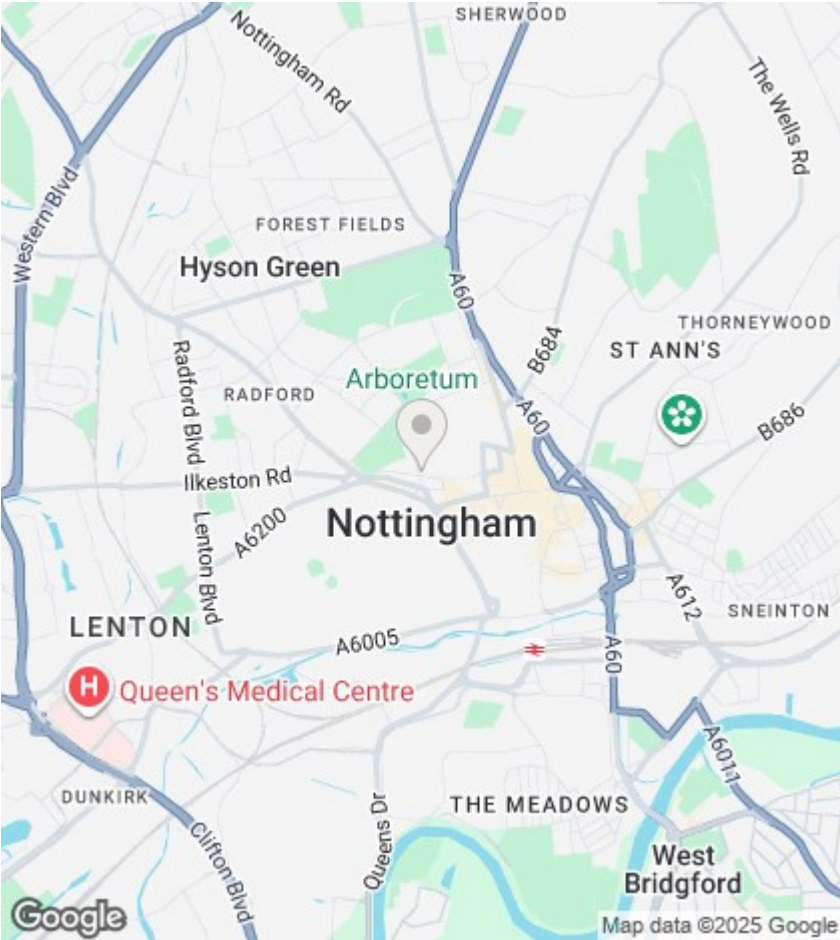 SHERWOOD
Nottingham Rd
The Wells Rd
Western Blvd
FOREST FIELDS
Hyson Green
A60
THORNEYWOOD
B684
ST ANN'S
Radford Blvd
Arboretum
RADFORD
A60
B686
Ilkeston Rd
Nottingham
A6200
Lenton Blvd
A612
SNEINTON
LENTON
A6005
A60
H
Queen's Medical Centre
A6011
DUNKIRK
THE MEADOWS
Queens Dr
Clifton Blvd
West
Bridgford
Google
Map data ©2025 Google